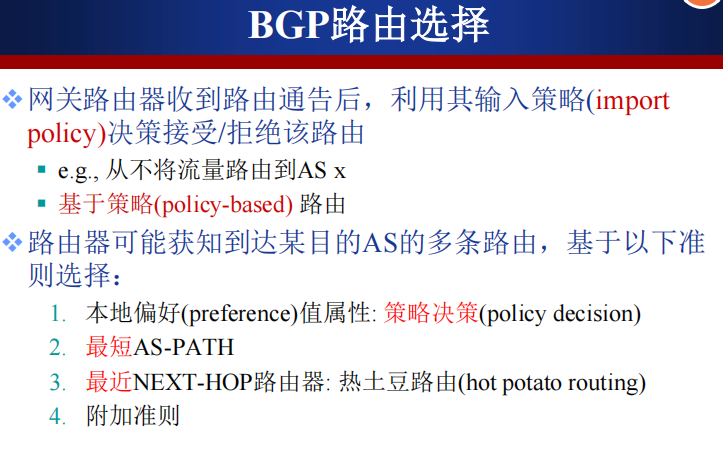 BGP路由选择
网关路由器收到路由通告后，利用其输入策略(import
policy)决策接受/拒绝该路由
e.g., 从不将流量路由到AS x
基于策略(policy-based) 路由
路由器可能获知到达某目的AS的多条路由，基于以下准
则选择：
1. 本地偏好(preference)值属性: 策略决策(policy decision)
2. 最短AS-PATH
3. 最近NEXT-HOP路由器: 热土豆路由(hot potato routing)
4. 附加准则